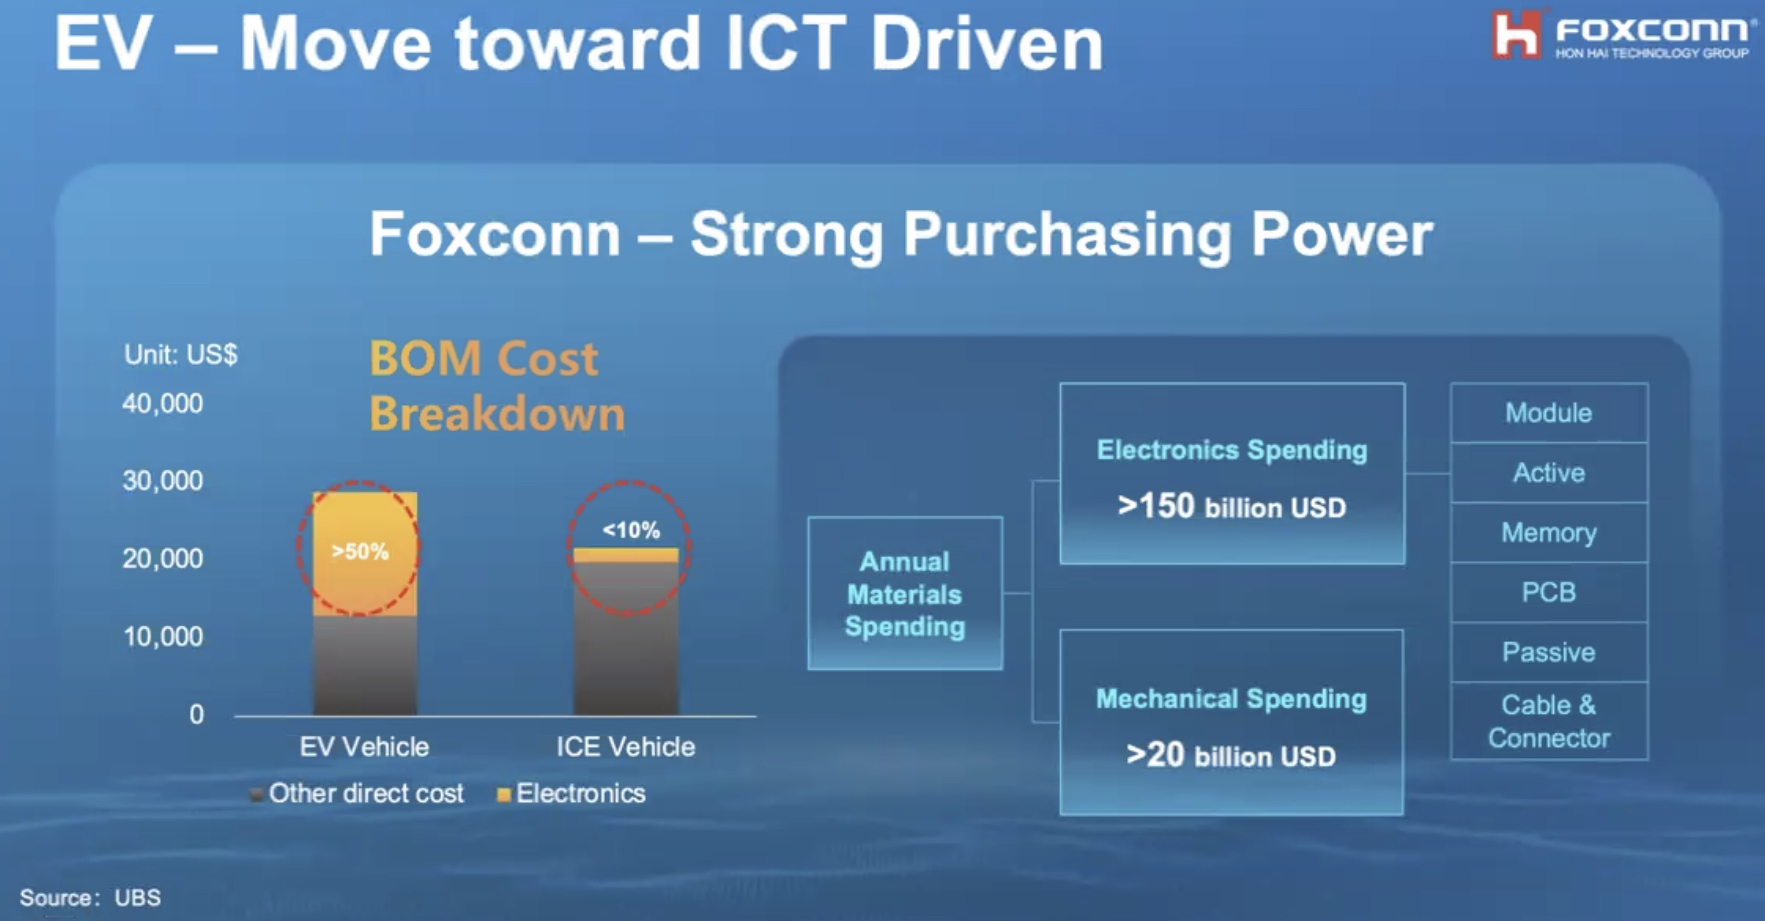 EV – Move toward ICT Driven
FOXCONN®
HON HAI TECHNOLOGY GROUP
Foxconn – Strong Purchasing Power
Unit: US$
BOM Cost
Breakdown
40,000
30,000
20,000
10,000
0
>50%
<10%
EV Vehicle
ICE Vehicle
Other direct cost
Electronics
Annual
Materials
Spending
Electronics Spending
>150 billion USD
Mechanical Spending
>20 billion USD
Module
Active
Memory
PCB
Passive
Cable &
Connector
Source: UBS